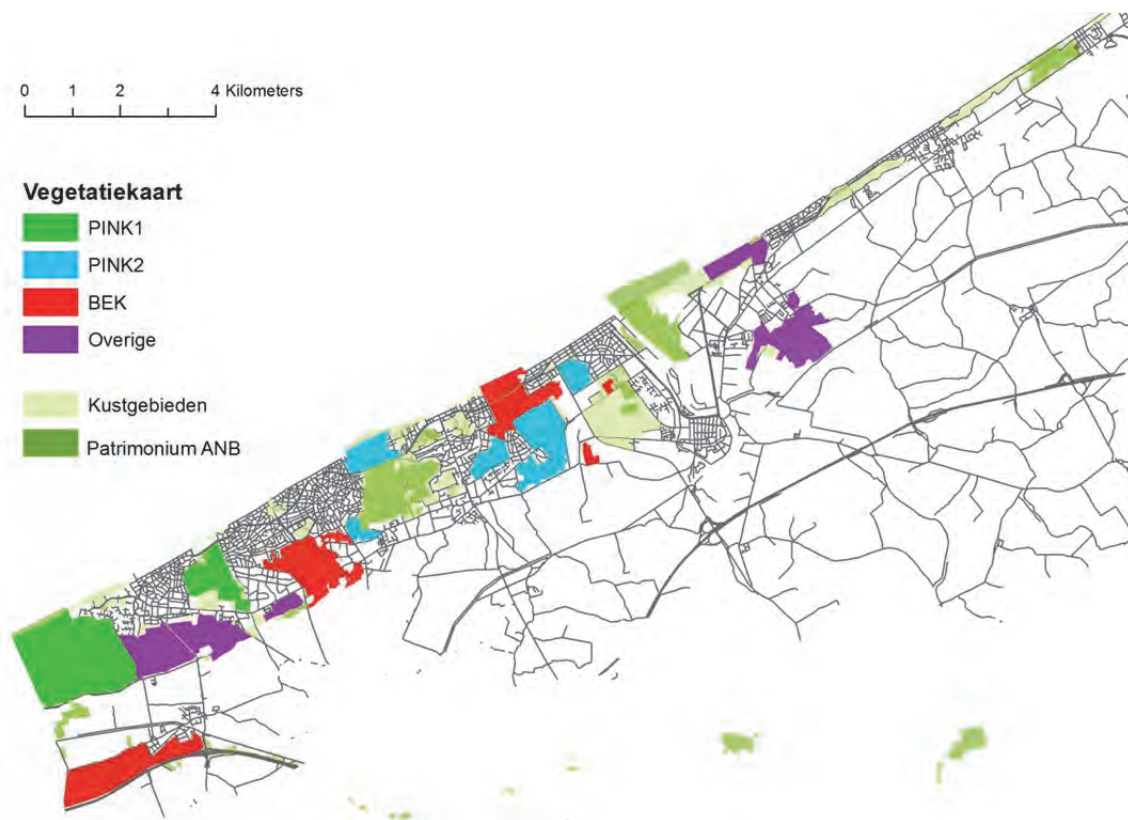 0 1 2 4 Kilometers
Vegetatiekaart
PINK1
PINK2
BEK
Overige
Kustgebieden
Patrimonium ANB